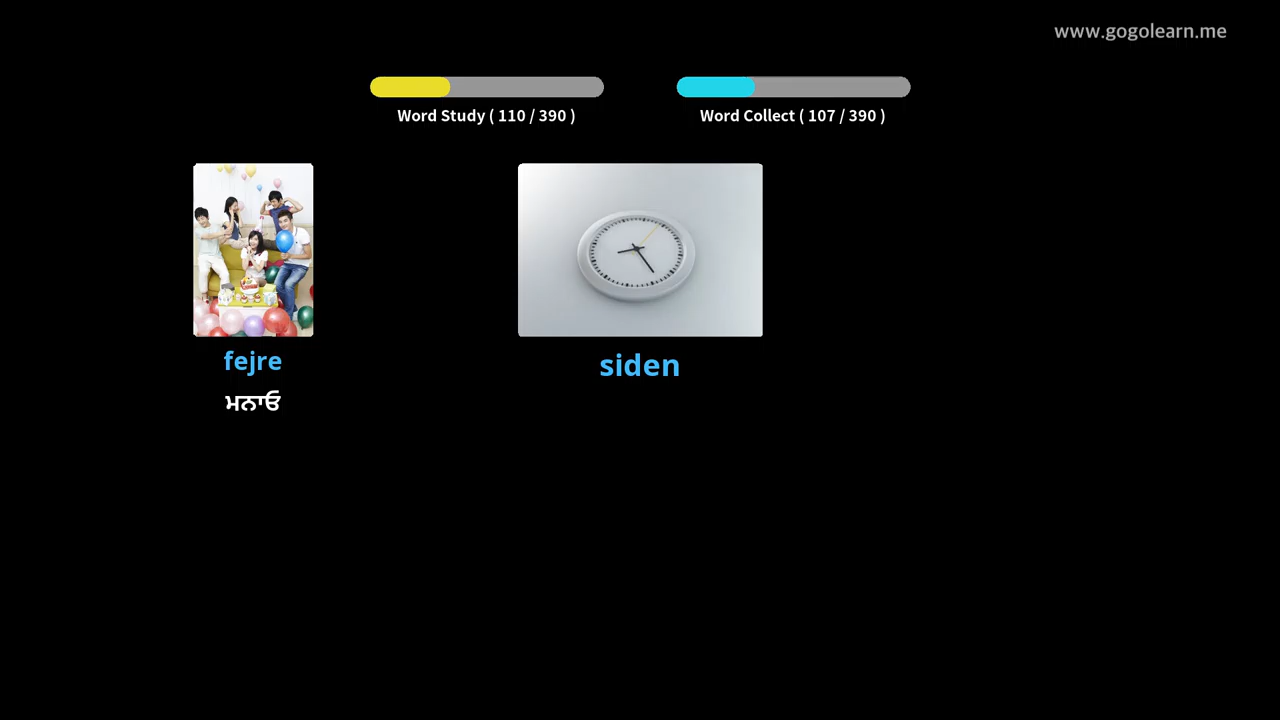 www.gogolearn.me
Word Study ( 110 / 390 )
Word Collect ( 107 / 390 )
fejre
siden
ਮਨਾਓ